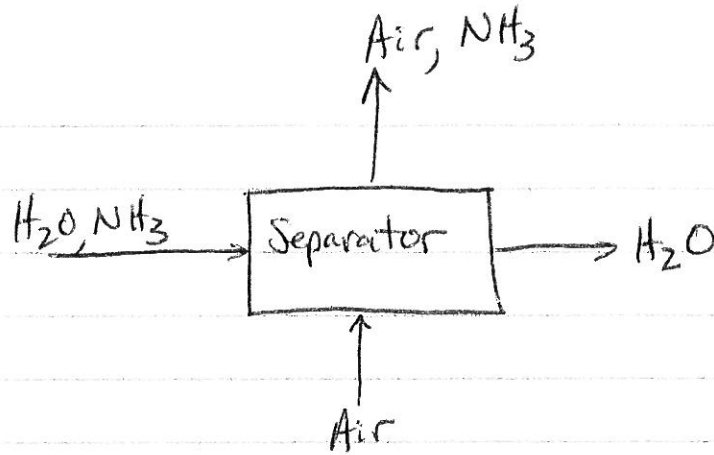 Air, NH₃
H₂O, NH₃
Separator
H₂O
Air